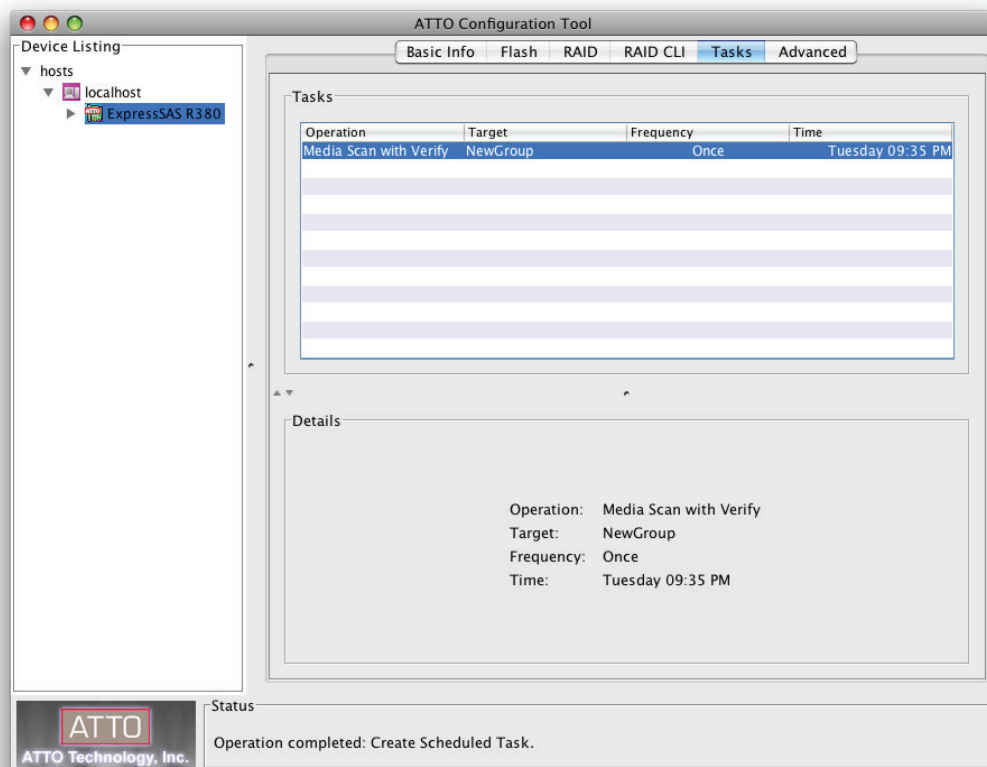 ATTO Configuration Tool
Device Listing
hosts
localhost
ExpressSAS R380
Basic Info Flash RAID RAID CLI Tasks Advanced
Tasks
Operation Target Frequency Time
Media Scan with Verify NewGroup Once Tuesday 09:35 PM
Details
Operation: Media Scan with Verify
Target: NewGroup
Frequency: Once
Time: Tuesday 09:35 PM
ATTO
ATTO Technology, Inc.
Status
Operation completed: Create Scheduled Task.